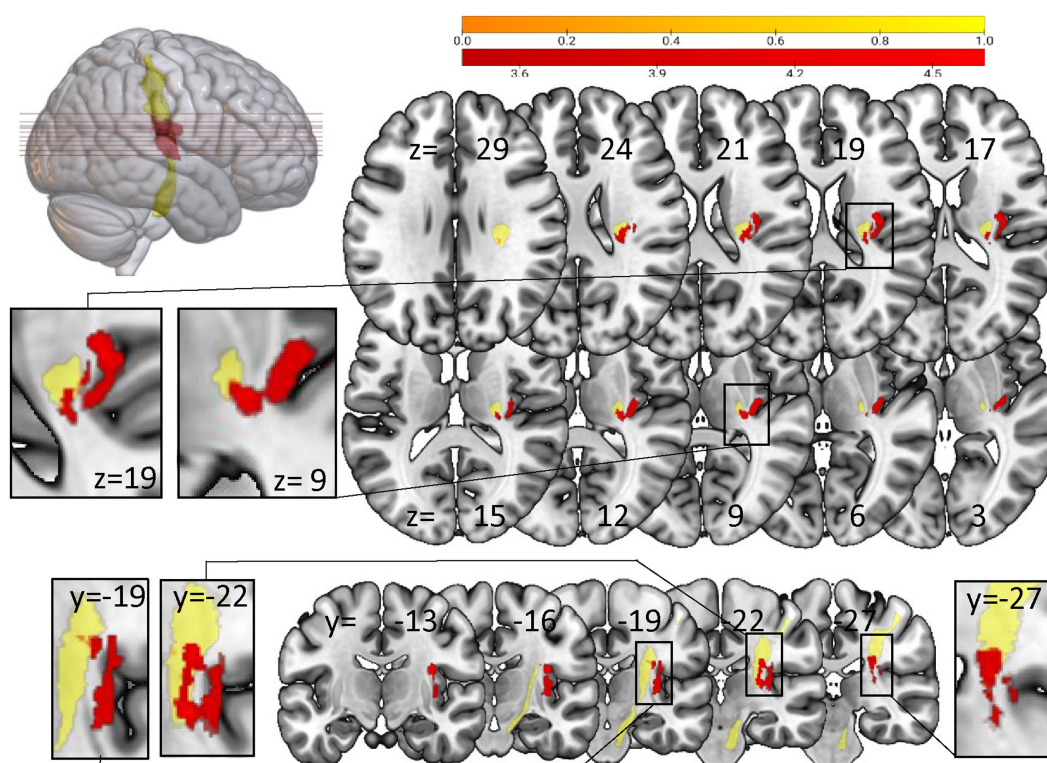 0.0 0.2 0.4 0.6 0.8 1.0
3.6 3.9 4.2 4.5
z= 29 24 21 19 17
z=19 z= 9
z= 15 12 9 6 3
y=-19 y=-22 y= -13 -16 -19 -22 -27 y=-27